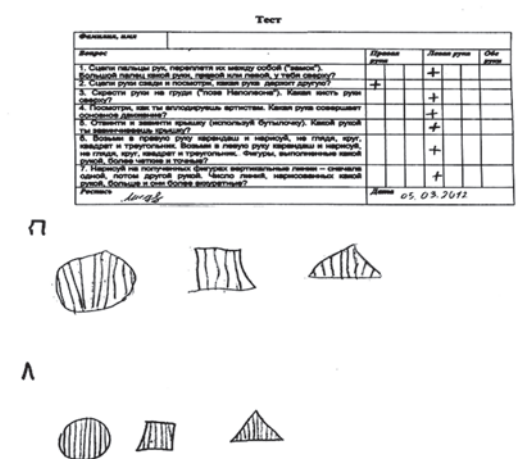 Тест
Фамилия, имя
Вопрос Правая рука Левая рука Обе руки
1. Сцепи пальцы рук, переплетя их между собой ("замок").
Большой палец какой руки, правой или левой, у тебя сверху? +
2. Сцепи руки сзади и посмотри, какая рука держит другую? +
3. Скрести руки на груди ("поза Наполеона"). Какая кисть руки
сверху? +
4. Посмотри, как ты аплодируешь артистам. Какая рука совершает
основное движение? +
5. Отвинти и завинти крышку (используй бутылочку). Какой рукой
ты завинчиваешь крышку? +
6. Возьми в правую руку карандаш и нарисуй, не глядя, круг,
квадрат и треугольник. Возьми в левую руку карандаш и нарисуй,
не глядя, круг, квадрат и треугольник. Фигуры, выполненные какой
рукой, более четкие и точные? +
7. Нарисуй на полученных фигурах вертикальные линии – сначала
одной, потом другой рукой. Число линий, нарисованных какой
рукой, больше и они более аккуратные? +
Роспись Дата 05.03.2012
П
Л